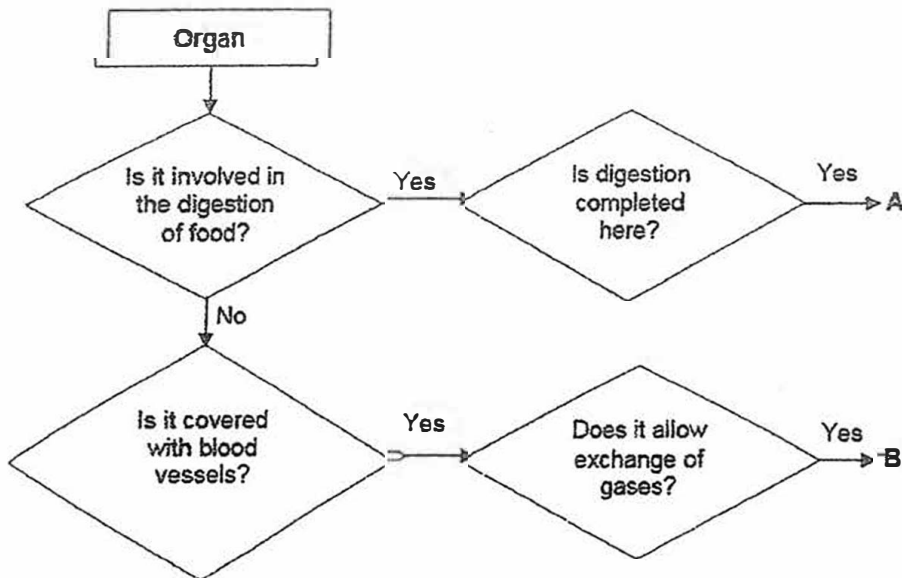 Organ
Is it involved in
the digestion
of food?
Yes
Is digestion
completed
here?
Yes
A
No
Is it covered
with blood
vessels?
Yes
Does it allow
exchange of
gases?
Yes
B